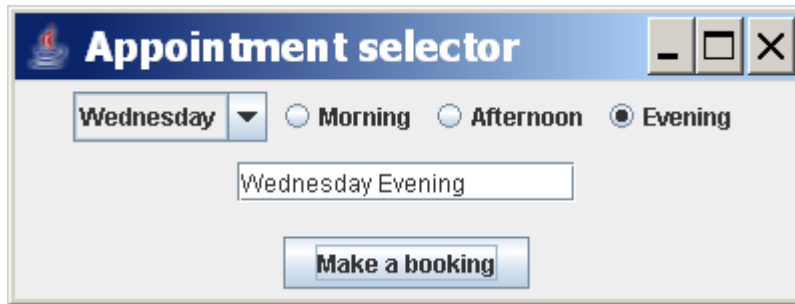 Appointment selector
Wednesday Morning Afternoon Evening
Wednesday Evening
Make a booking